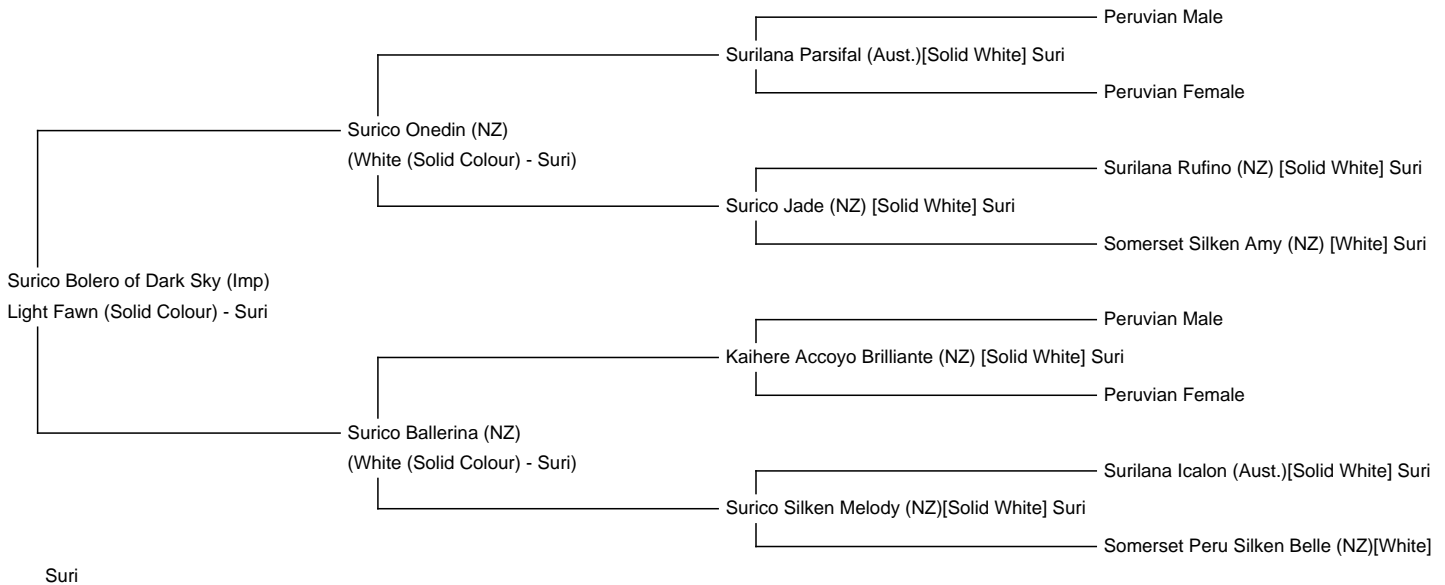 Peruvian Male
Surilana Parsifal (Aust.)[Solid White] Suri
Peruvian Female
Surico Onedin (NZ)
(White (Solid Colour) - Suri)
Surilana Rufino (NZ) [Solid White] Suri
Surico Jade (NZ) [Solid White] Suri
Somerset Silken Amy (NZ) [White] Suri
Surico Bolero of Dark Sky (Imp)
Light Fawn (Solid Colour) - Suri
Peruvian Male
Kaihere Accoyo Brilliante (NZ) [Solid White] Suri
Peruvian Female
Surico Ballerina (NZ)
(White (Solid Colour) - Suri)
Surilana Icalon (Aust.)[Solid White] Suri
Surico Silken Melody (NZ)[Solid White] Suri
Somerset Peru Silken Belle (NZ)[White]
Suri